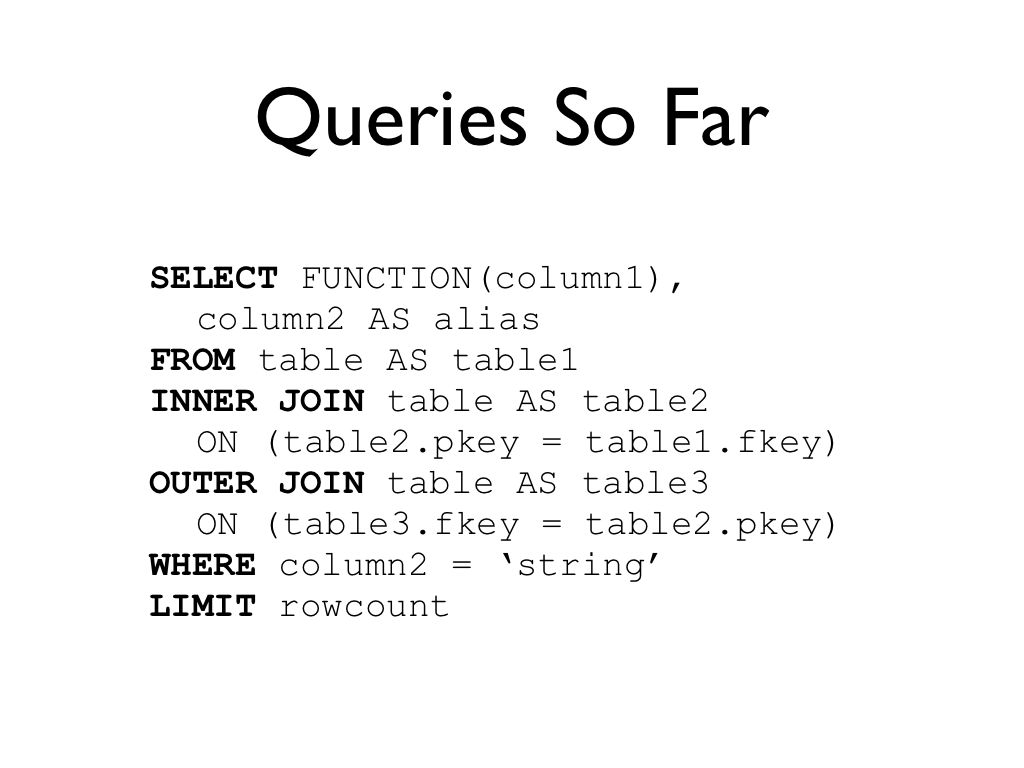 Queries So Far
SELECT FUNCTION(column1),
column2 AS alias
FROM table AS table1
INNER JOIN table AS table2
ON (table2.pkey = table1.fkey)
OUTER JOIN table AS table3
ON (table3.fkey = table2.pkey)
WHERE column2 = ‘string’
LIMIT rowcount